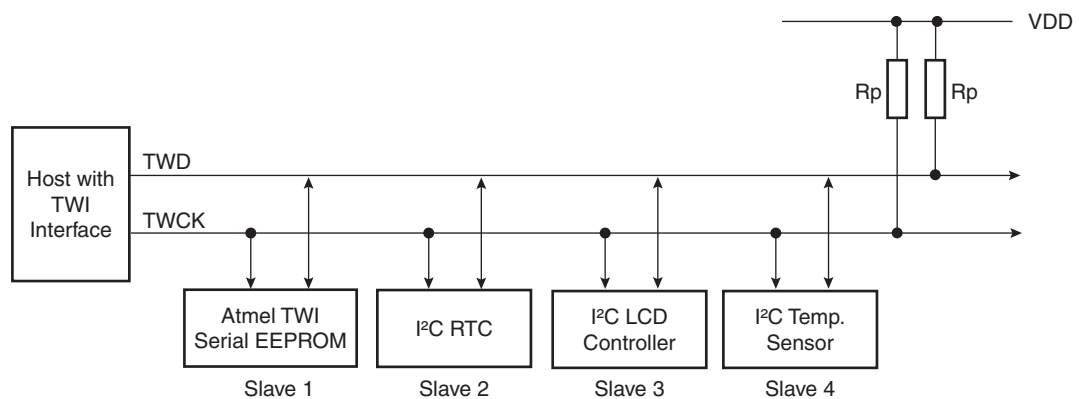 VDD
Rp Rp
Host with
TWI
Interface
TWD
TWCK
Atmel TWI
Serial EEPROM
Slave 1
I²C RTC
Slave 2
I²C LCD
Controller
Slave 3
I²C Temp.
Sensor
Slave 4